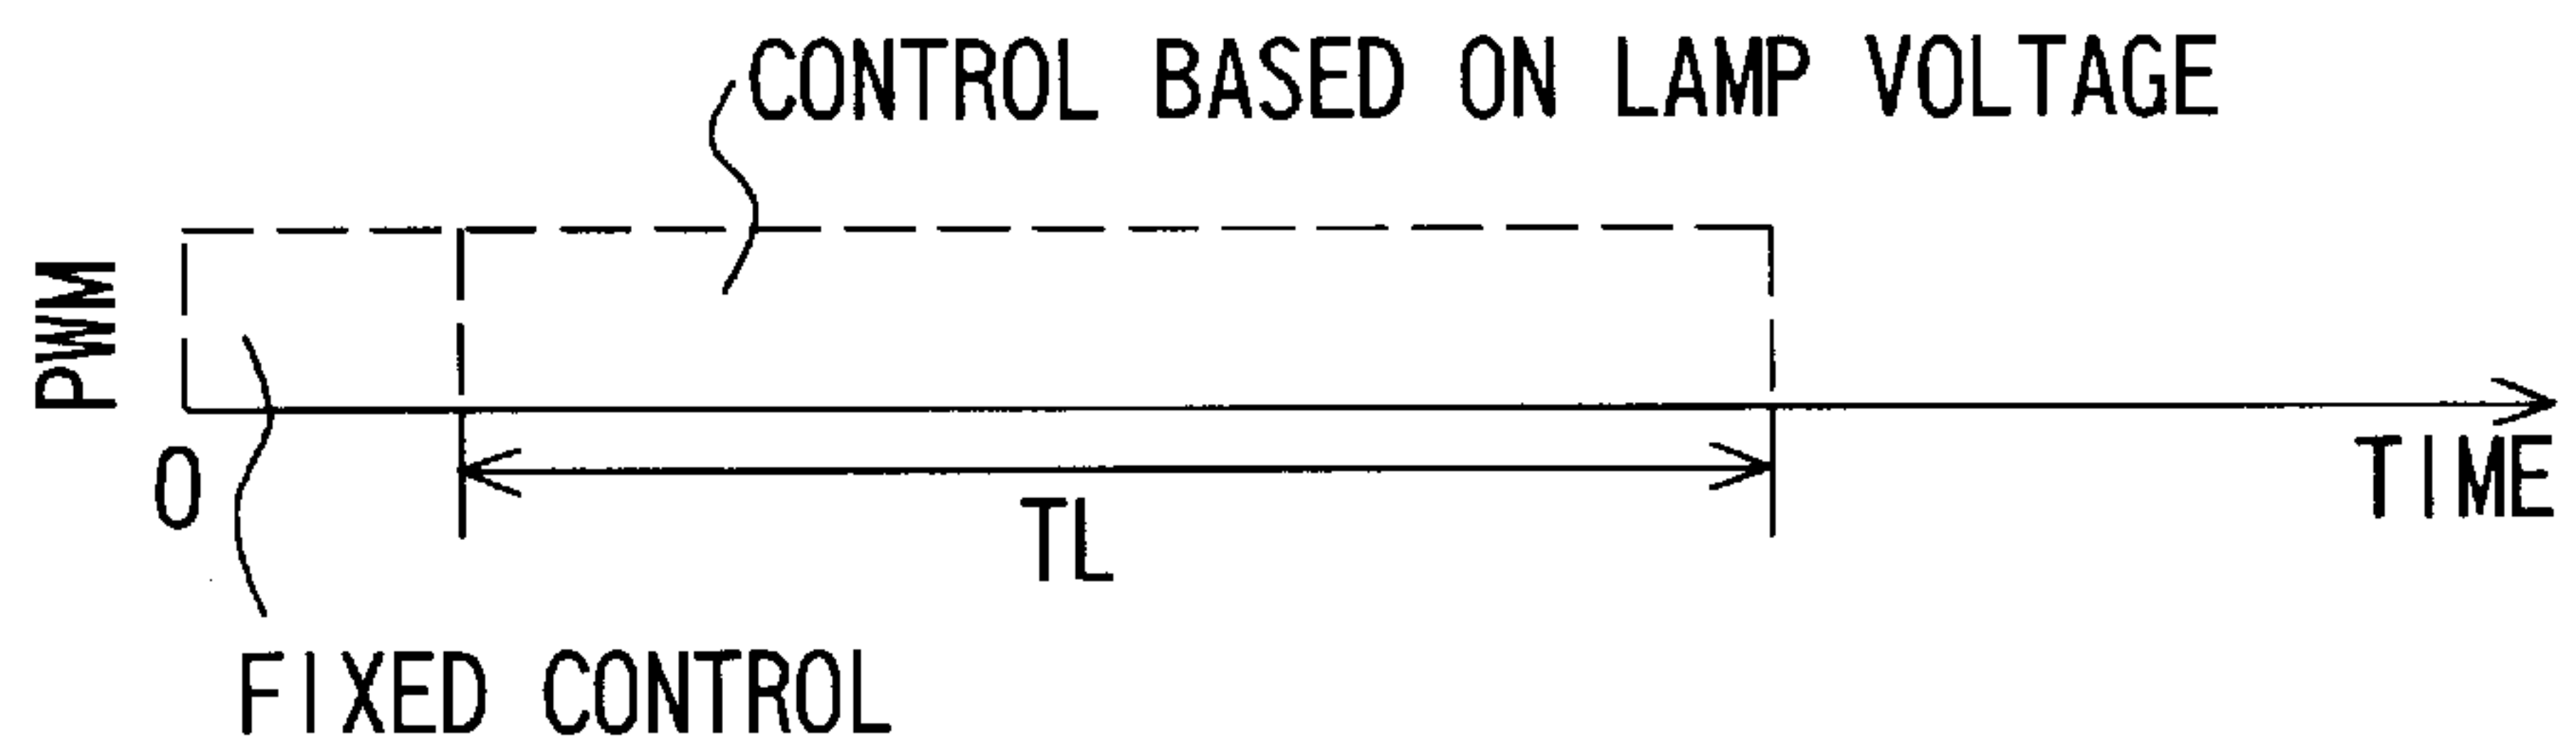 CONTROL BASED ON LAMP VOLTAGE
PWM
0
TL
TIME
FIXED CONTROL